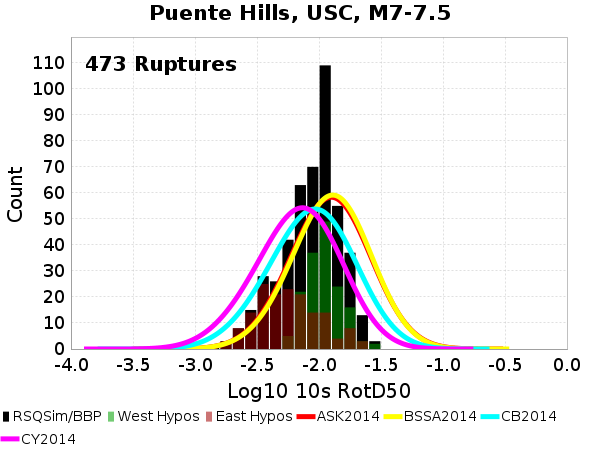 Puente Hills, USC, M7-7.5
473 Ruptures
110
100
90
80
70
60
50
40
30
20
10
0
Count
-4.0 -3.5 -3.0 -2.5 -2.0 -1.5 -1.0 -0.5 0.0
Log10 10s RotD50
RSQSim/BBP West Hypos East Hypos ASK2014 BSSA2014 CB2014
CY2014